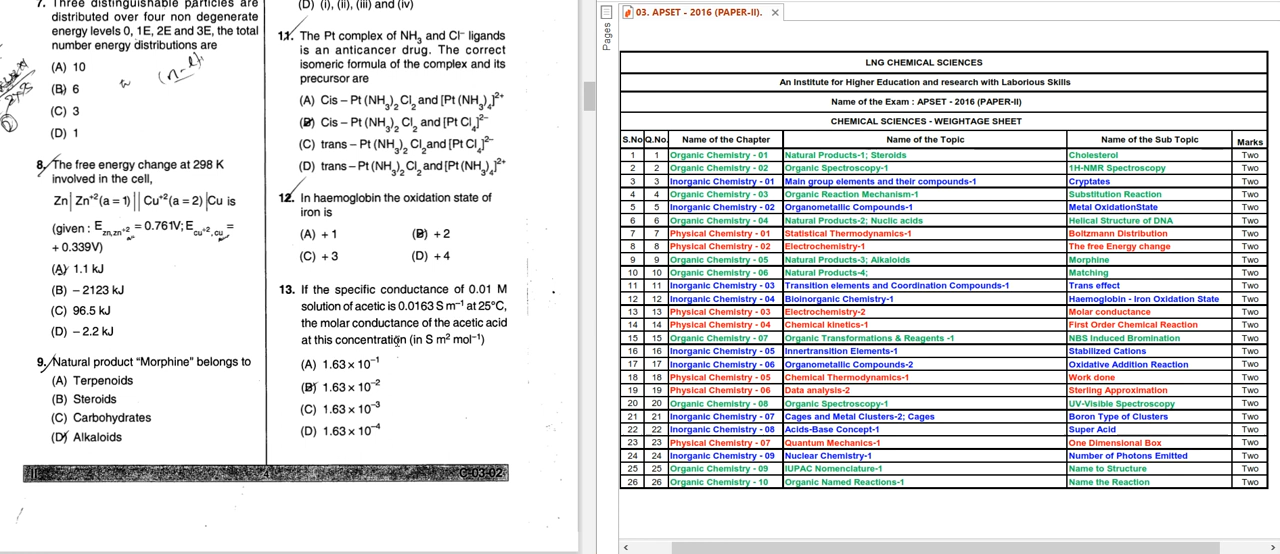 7. Three distinguishable particles are
distributed over four non degenerate
energy levels 0, 1E, 2E and 3E, the total
number energy distributions are
(A) 10
(B) 6
(C) 3
(D) 1
8. The free energy change at 298 K
involved in the cell,
Zn| Zn+2(a = 1) || Cu+2(a = 2) |Cu is
(given : Ezn,zn+2 = 0.761V; Ecu+2,cu =
+ 0.339V)
(A) 1.1 kJ
(B) – 2123 kJ
(C) 96.5 kJ
(D) – 2.2 kJ
9. Natural product “Morphine” belongs to
(A) Terpenoids
(B) Steroids
(C) Carbohydrates
(D) Alkaloids
(D) (i), (ii), (iii) and (iv)
11. The Pt complex of NH3 and Cl– ligands
is an anticancer drug. The correct
isomeric formula of the complex and its
precursor are
(A) Cis – Pt (NH3)2 Cl2 and [Pt (NH3)4]2+
(B) Cis – Pt (NH3)2 Cl2 and [Pt Cl4]2–
(C) trans – Pt (NH3)2 Cl2 and [Pt Cl4]2–
(D) trans – Pt (NH3)2 Cl2 and [Pt (NH3)4]2+
12. In haemoglobin the oxidation state of
iron is
(A) + 1 (B) + 2
(C) + 3 (D) + 4
13. If the specific conductance of 0.01 M
solution of acetic is 0.0163 S m–1 at 25°C,
the molar conductance of the acetic acid
at this concentration (in S m2 mol–1)
(A) 1.63 × 10–1
(B) 1.63 × 10–2
(C) 1.63 × 10–3
(D) 1.63 × 10–4
II 4 C-03-02
Pages
03. APSET - 2016 (PAPER-II). ×
LNG CHEMICAL SCIENCES
An Institute for Higher Education and research with Laborious Skills
Name of the Exam : APSET - 2016 (PAPER-II)
CHEMICAL SCIENCES - WEIGHTAGE SHEET
S.No Q.No. Name of the Chapter Name of the Topic Name of the Sub Topic Marks
1 1 Organic Chemistry - 01 Natural Products-1; Steroids Cholesterol Two
2 2 Organic Chemistry - 02 Organic Spectroscopy-1 1H-NMR Spectroscopy Two
3 3 Inorganic Chemistry - 01 Main group elements and their compounds-1 Cryptates Two
4 4 Organic Chemistry - 03 Organic Reaction Mechanism-1 Substitution Reaction Two
5 5 Inorganic Chemistry - 02 Organometallic Compounds-1 Metal OxidationState Two
6 6 Organic Chemistry - 04 Natural Products-2; Nuclic acids Helical Structure of DNA Two
7 7 Physical Chemistry - 01 Statistical Thermodynamics-1 Boltzmann Distribution Two
8 8 Physical Chemistry - 02 Electrochemistry-1 The free Energy change Two
9 9 Organic Chemistry - 05 Natural Products-3; Alkaloids Morphine Two
10 10 Organic Chemistry - 06 Natural Products-4; Matching Two
11 11 Inorganic Chemistry - 03 Transition elements and Coordination Compounds-1 Trans effect Two
12 12 Inorganic Chemistry - 04 Bioinorganic Chemistry-1 Haemoglobin - Iron Oxidation State Two
13 13 Physical Chemistry - 03 Electrochemistry-2 Molar conductance Two
14 14 Physical Chemistry - 04 Chemical kinetics-1 First Order Chemical Reaction Two
15 15 Organic Chemistry - 07 Organic Transformations & Reagents -1 NBS Induced Bromination Two
16 16 Inorganic Chemistry - 05 Innertransition Elements-1 Stabilized Cations Two
17 17 Inorganic Chemistry - 06 Organometallic Compounds-2 Oxidative Addition Reaction Two
18 18 Physical Chemistry - 05 Chemical Thermodynamics-1 Work done Two
19 19 Physical Chemistry - 06 Data analysis-2 Sterling Approximation Two
20 20 Organic Chemistry - 08 Organic Spectroscopy-1 UV-Visible Spectroscopy Two
21 21 Inorganic Chemistry - 07 Cages and Metal Clusters-2; Cages Boron Type of Clusters Two
22 22 Inorganic Chemistry - 08 Acids-Base Concept-1 Super Acid Two
23 23 Physical Chemistry - 07 Quantum Mechanics-1 One Dimensional Box Two
24 24 Inorganic Chemistry - 09 Nuclear Chemistry-1 Number of Photons Emitted Two
25 25 Organic Chemistry - 09 IUPAC Nomenclature-1 Name to Structure Two
26 26 Organic Chemistry - 10 Organic Named Reactions-1 Name the Reaction Two